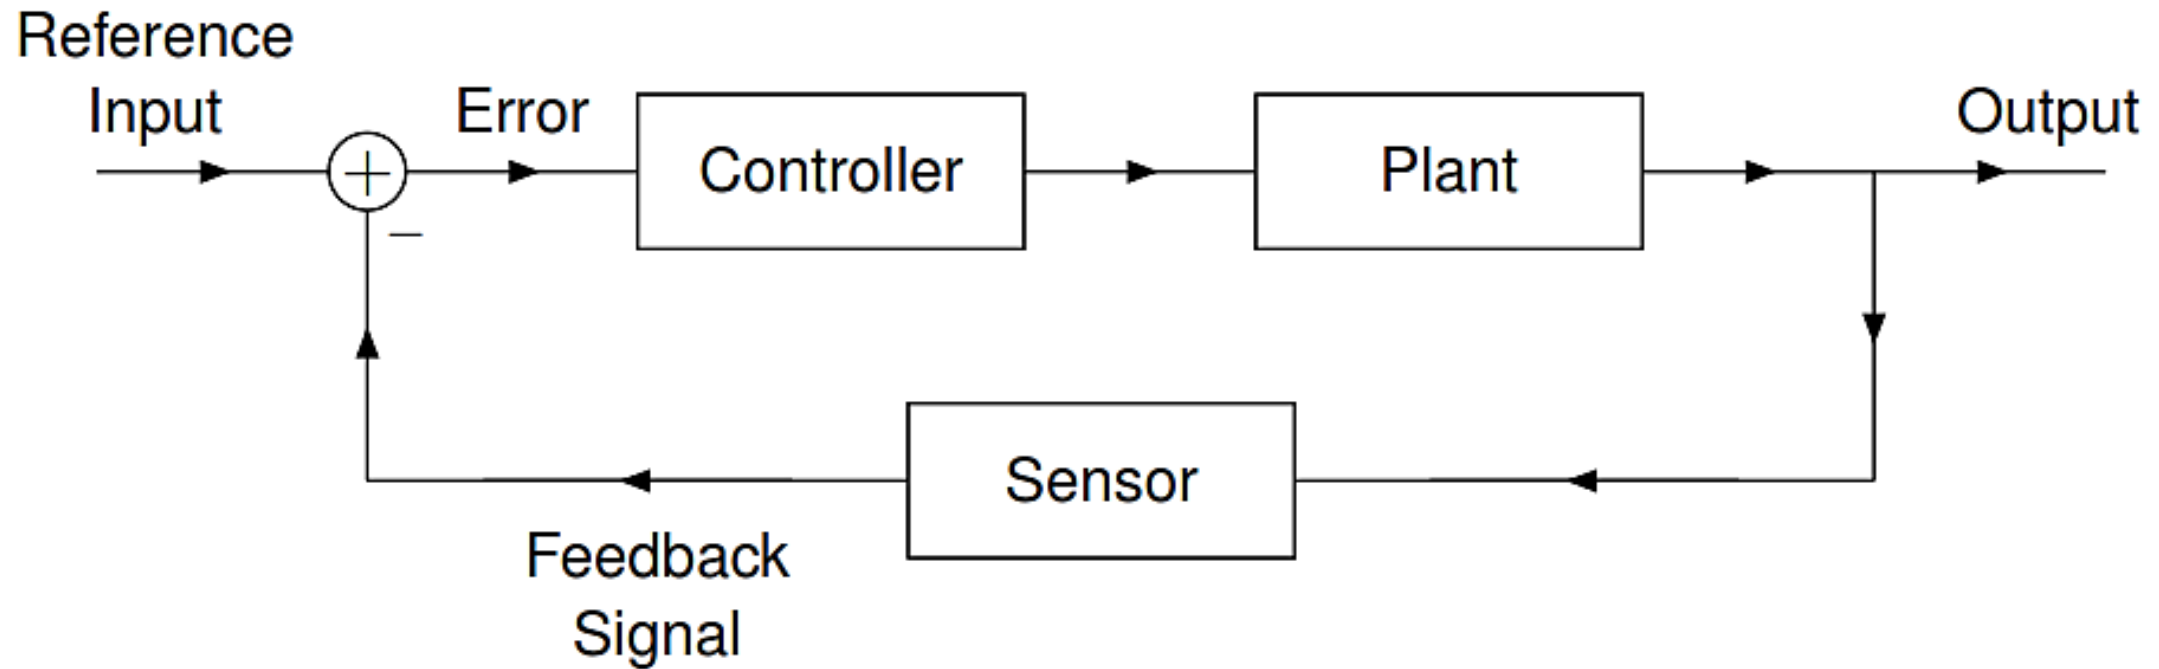 Reference
Input
Error
Controller
Plant
Output
+
−
Sensor
Feedback
Signal